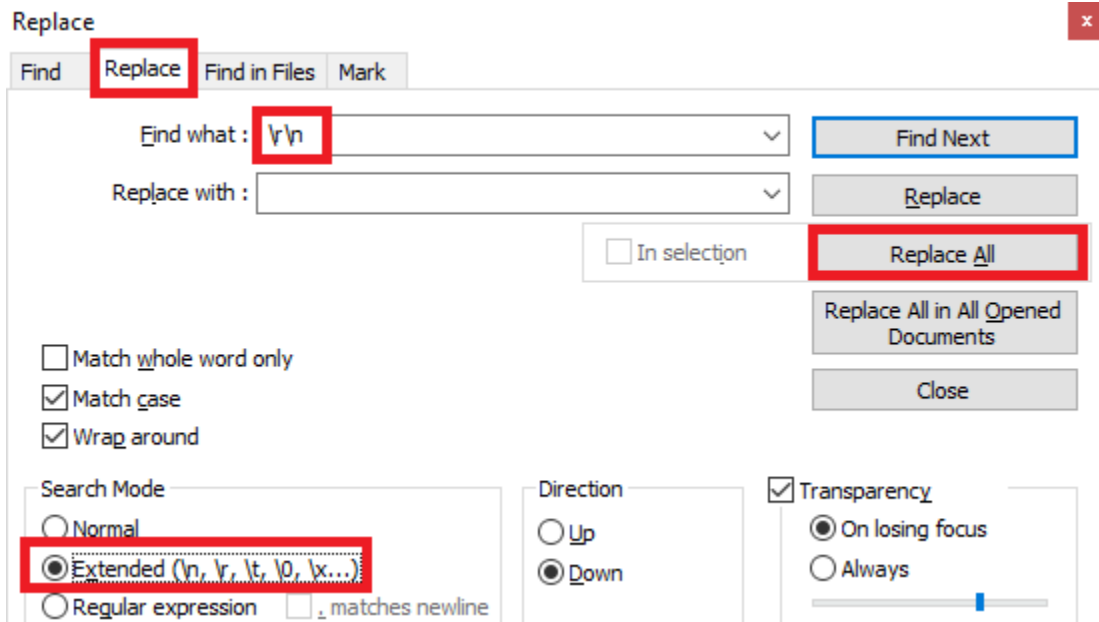 Replace
x
Find Replace Find in Files Mark
Find what : \r\n Find Next
Replace with : Replace
In selection Replace All
Replace All in All Opened
Documents
Match whole word only
Match case Close
Wrap around
Search Mode Direction Transparency
Normal Up On losing focus
Extended (\n, \r, \t, \0, \x...) Down Always
Regular expression . matches newline